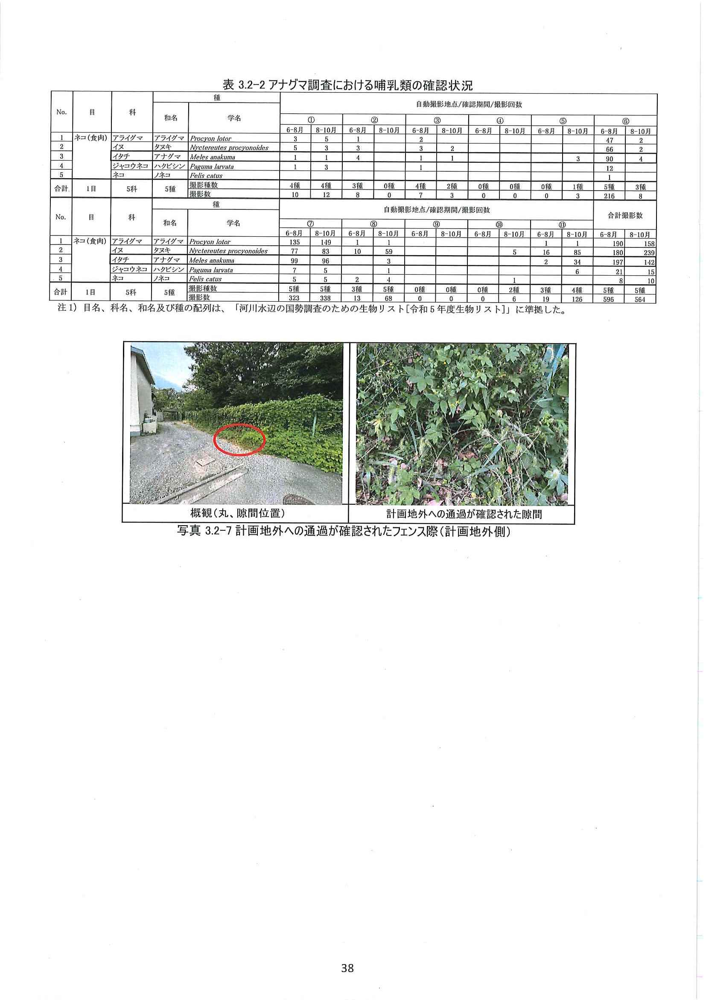 表 3.2-2 アナグマ調査における哺乳類の確認状況
No. 目 科 種 自動撮影地点/確認期間/撮影回数
和名 学名 ① ② ③ ④ ⑤ ⑥
6-8月 8-10月 6-8月 8-10月 6-8月 8-10月 6-8月 8-10月 6-8月 8-10月 6-8月 8-10月
1 ネコ(食肉) アライグマ アライグマ Procyon lotor 3 5 1 2 47 2
2 イヌ タヌキ Nyctereutes procyonoides 5 3 3 3 2 66 2
3 イタチ アナグマ Meles anakuma 1 1 4 1 1 3 90 4
4 ジャコウネコ ハクビシン Paguma larvata 1 3 1 12
5 ネコ ノネコ Felis catus 1
合計 1目 5科 5種 撮影種数 4種 4種 3種 0種 4種 2種 0種 0種 0種 1種 5種 3種
撮影数 10 12 8 0 7 3 0 0 0 3 216 8
No. 目 科 種 自動撮影地点/確認期間/撮影回数 合計撮影数
和名 学名 ⑦ ⑧ ⑨ ⑩ ⑪
6-8月 8-10月 6-8月 8-10月 6-8月 8-10月 6-8月 8-10月 6-8月 8-10月 6-8月 8-10月
1 ネコ(食肉) アライグマ アライグマ Procyon lotor 135 149 1 1 1 1 190 158
2 イヌ タヌキ Nyctereutes procyonoides 77 83 10 59 5 16 85 180 239
3 イタチ アナグマ Meles anakuma 99 96 3 2 34 197 142
4 ジャコウネコ ハクビシン Paguma larvata 7 5 1 6 21 15
5 ネコ ノネコ Felis catus 5 5 2 4 1 8 10
合計 1目 5科 5種 撮影種数 5種 5種 3種 5種 0種 0種 0種 2種 3種 4種 5種 5種
撮影数 323 338 13 68 0 0 0 6 19 126 596 564
注1) 目名、科名、和名及び種の配列は、「河川水辺の国勢調査のための生物リスト[令和5年度生物リスト]」に準拠した。
概観(丸、隙間位置) 計画地外への通過が確認された隙間
写真 3.2-7 計画地外への通過が確認されたフェンス際(計画地外側)
38